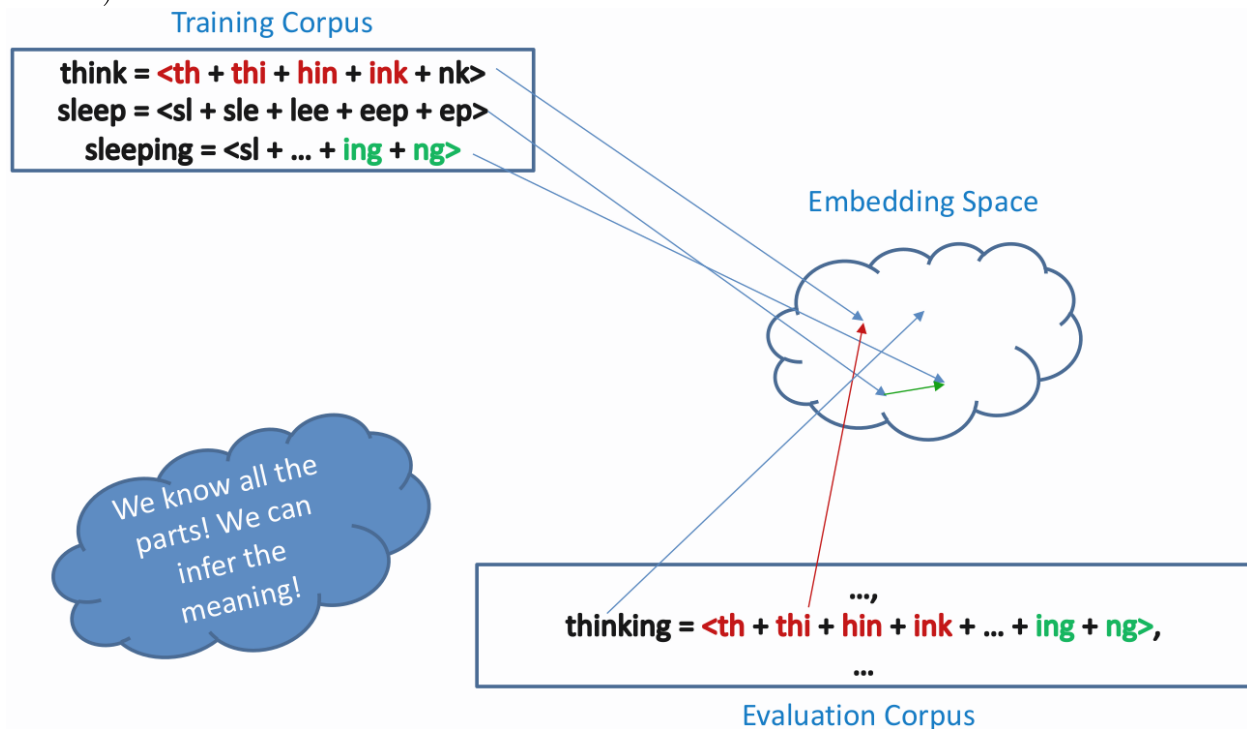 )
Training Corpus
think = <th + thi + hin + ink + nk>
sleep = <sl + sle + lee + eep + ep>
sleeping = <sl + ... + ing + ng>
Embedding Space
We know all the
parts! We can
infer the
meaning!
...,
thinking = <th + thi + hin + ink + ... + ing + ng>,
...
Evaluation Corpus